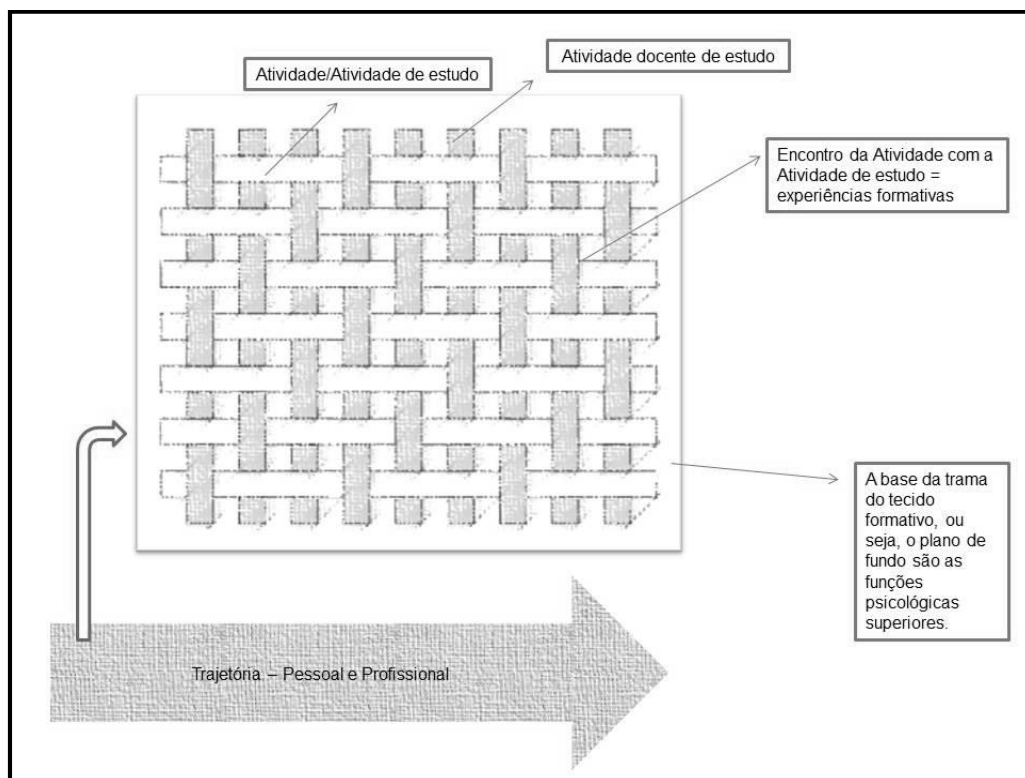 Atividade/Atividade de estudo
Atividade docente de estudo
Encontro da Atividade com a
Atividade de estudo =
experiências formativas
A base da trama
do tecido
formativo, ou
seja, o plano de
fundo são as
funções
psicológicas
superiores.
Trajetória – Pessoal e Profissional